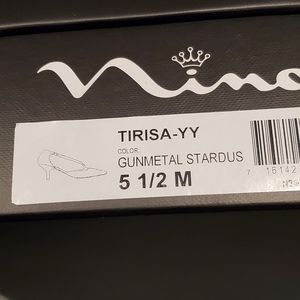 Nina
TIRISA-YY
COLOR:
GUNMETAL STARDUS
5 1/2 M
7 16142